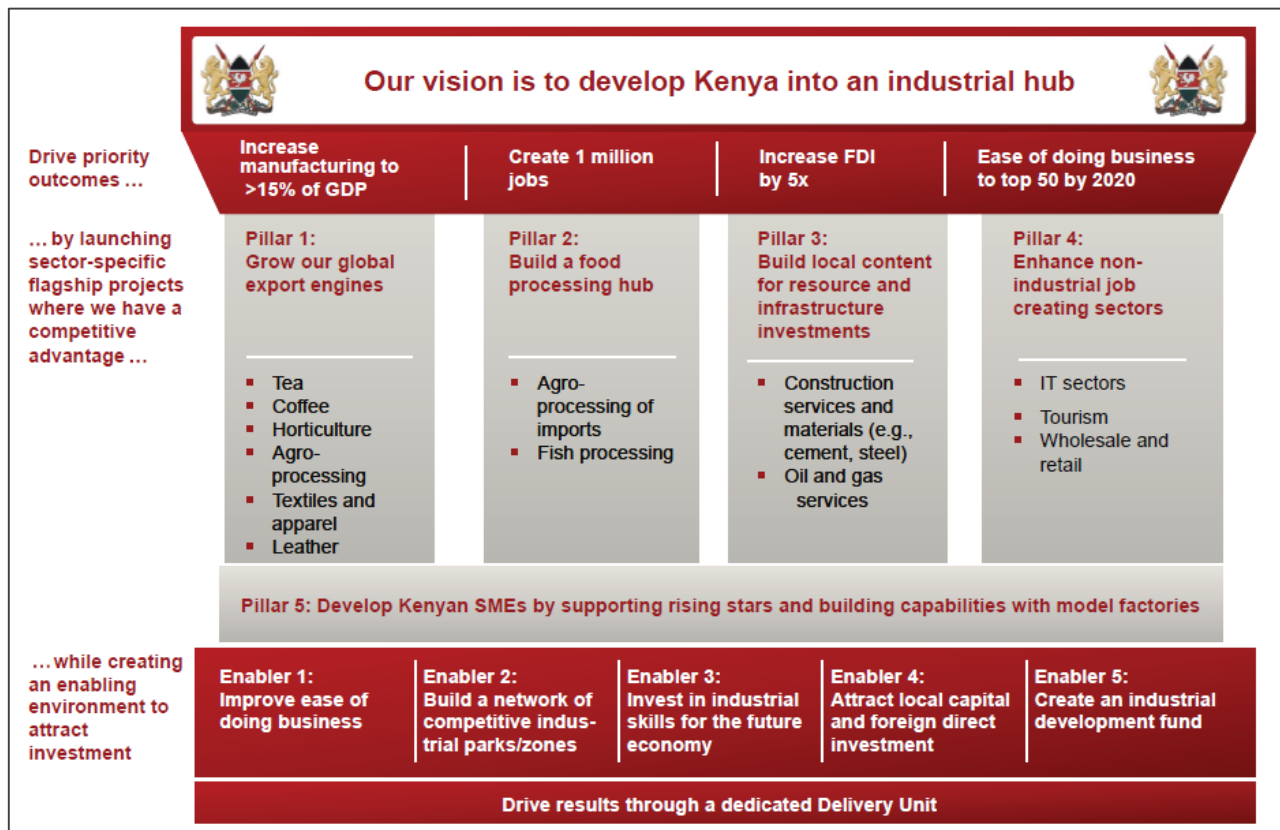 Our vision is to develop Kenya into an industrial hub
Drive priority
outcomes …
Increase
manufacturing to
>15% of GDP
Create 1 million
jobs
Increase FDI
by 5x
Ease of doing business
to top 50 by 2020
… by launching
sector-specific
flagship projects
where we have a
competitive
advantage …
Pillar 1:
Grow our global
export engines
▪ Tea
▪ Coffee
▪ Horticulture
▪ Agro-
processing
▪ Textiles and
apparel
▪ Leather
Pillar 2:
Build a food
processing hub
▪ Agro-
processing of
imports
▪ Fish processing
Pillar 3:
Build local content
for resource and
infrastructure
investments
▪ Construction
services and
materials (e.g.,
cement, steel)
▪ Oil and gas
services
Pillar 4:
Enhance non-
industrial job
creating sectors
▪ IT sectors
▪ Tourism
▪ Wholesale and
retail
Pillar 5: Develop Kenyan SMEs by supporting rising stars and building capabilities with model factories
… while creating
an enabling
environment to
attract
investment
Enabler 1:
Improve ease of
doing business
Enabler 2:
Build a network of
competitive indus-
trial parks/zones
Enabler 3:
Invest in industrial
skills for the future
economy
Enabler 4:
Attract local capital
and foreign direct
investment
Enabler 5:
Create an industrial
development fund
Drive results through a dedicated Delivery Unit